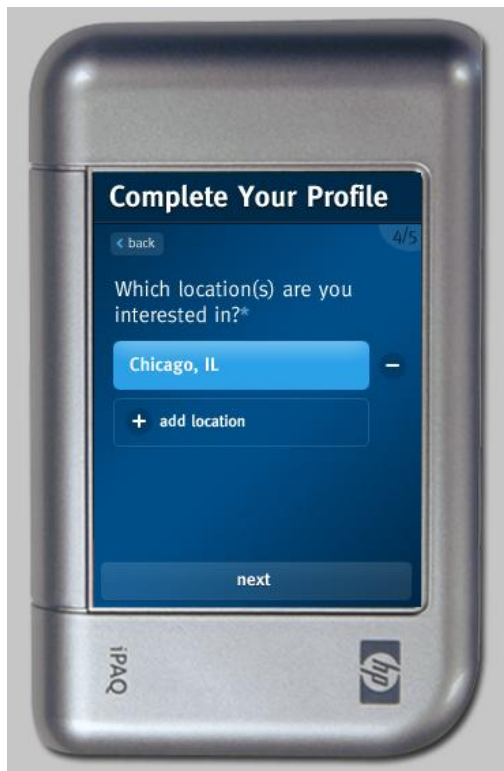 Complete Your Profile
< back
4/5
Which location(s) are you
interested in?*
Chicago, IL
−
+ add location
next
iPAQ
hp